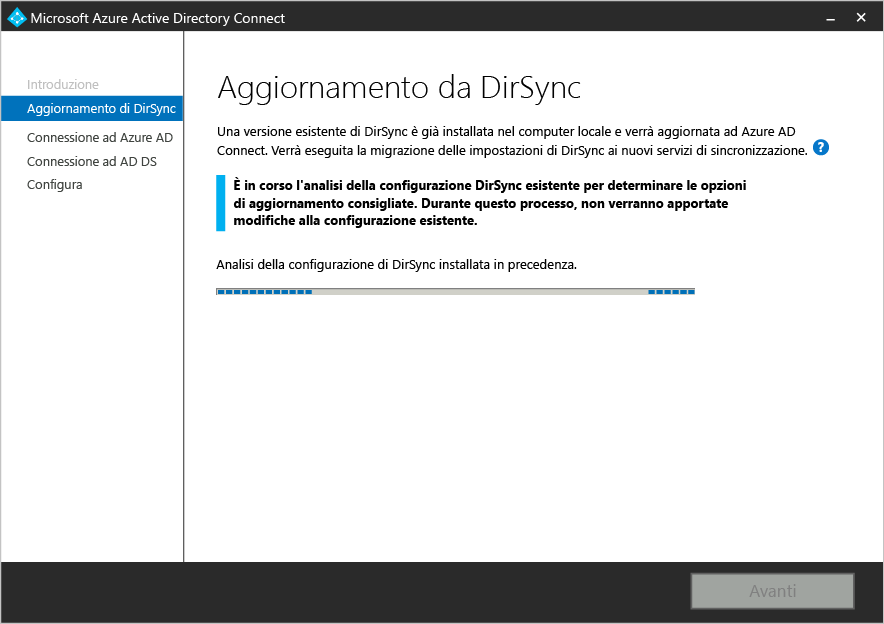 Microsoft Azure Active Directory Connect
Introduzione
Aggiornamento di DirSync
Connessione ad Azure AD
Connessione ad AD DS
Configura
Aggiornamento da DirSync
Una versione esistente di DirSync è già installata nel computer locale e verrà aggiornata ad Azure AD
Connect. Verrà eseguita la migrazione delle impostazioni di DirSync ai nuovi servizi di sincronizzazione. ?
È in corso l'analisi della configurazione DirSync esistente per determinare le opzioni
di aggiornamento consigliate. Durante questo processo, non verranno apportate
modifiche alla configurazione esistente.
Analisi della configurazione di DirSync installata in precedenza.
Avanti